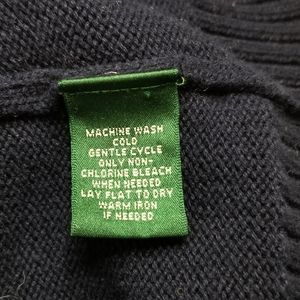 MACHINE WASH
COLD
GENTLE CYCLE
ONLY NON-
CHLORINE BLEACH
WHEN NEEDED
LAY FLAT TO DRY
WARM IRON
IF NEEDED